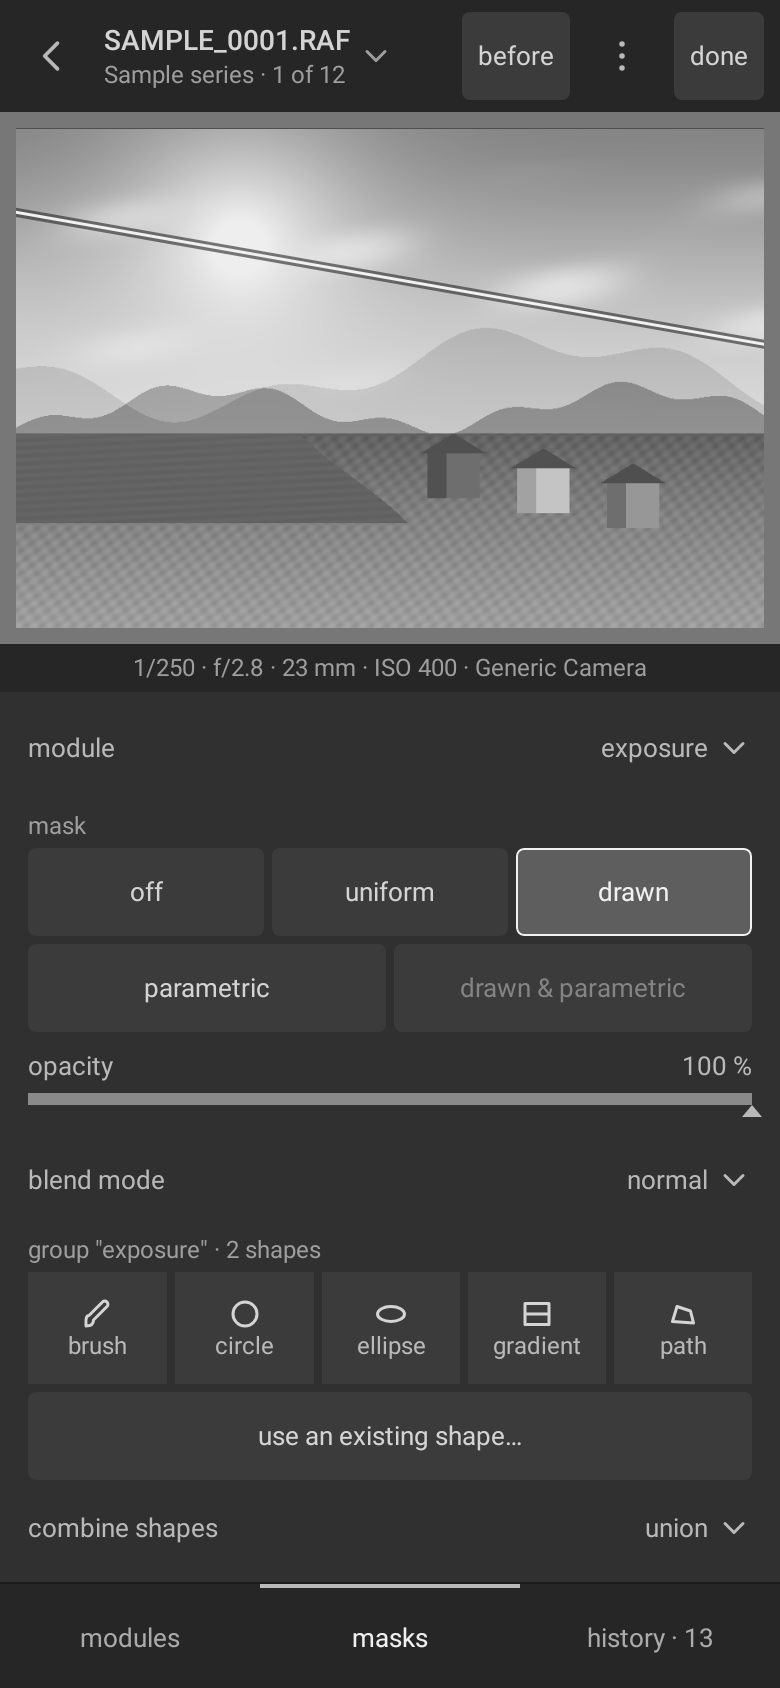 SAMPLE_0001.RAF
Sample series · 1 of 12
before
done
1/250 · f/2.8 · 23 mm · ISO 400 · Generic Camera
module
exposure
mask
off
uniform
drawn
parametric
drawn & parametric
opacity
100 %
blend mode
normal
group "exposure" · 2 shapes
brush
circle
ellipse
gradient
path
use an existing shape…
combine shapes
union
modules
masks
history · 13